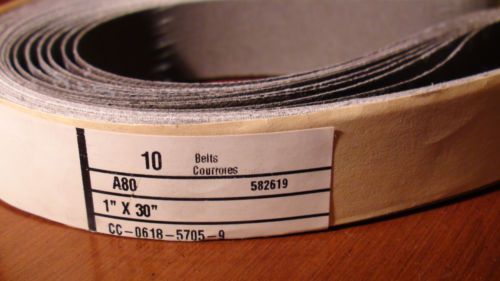 10 Belts
Courroies
A80 582619
1" X 30"
CC-0618-5705-9